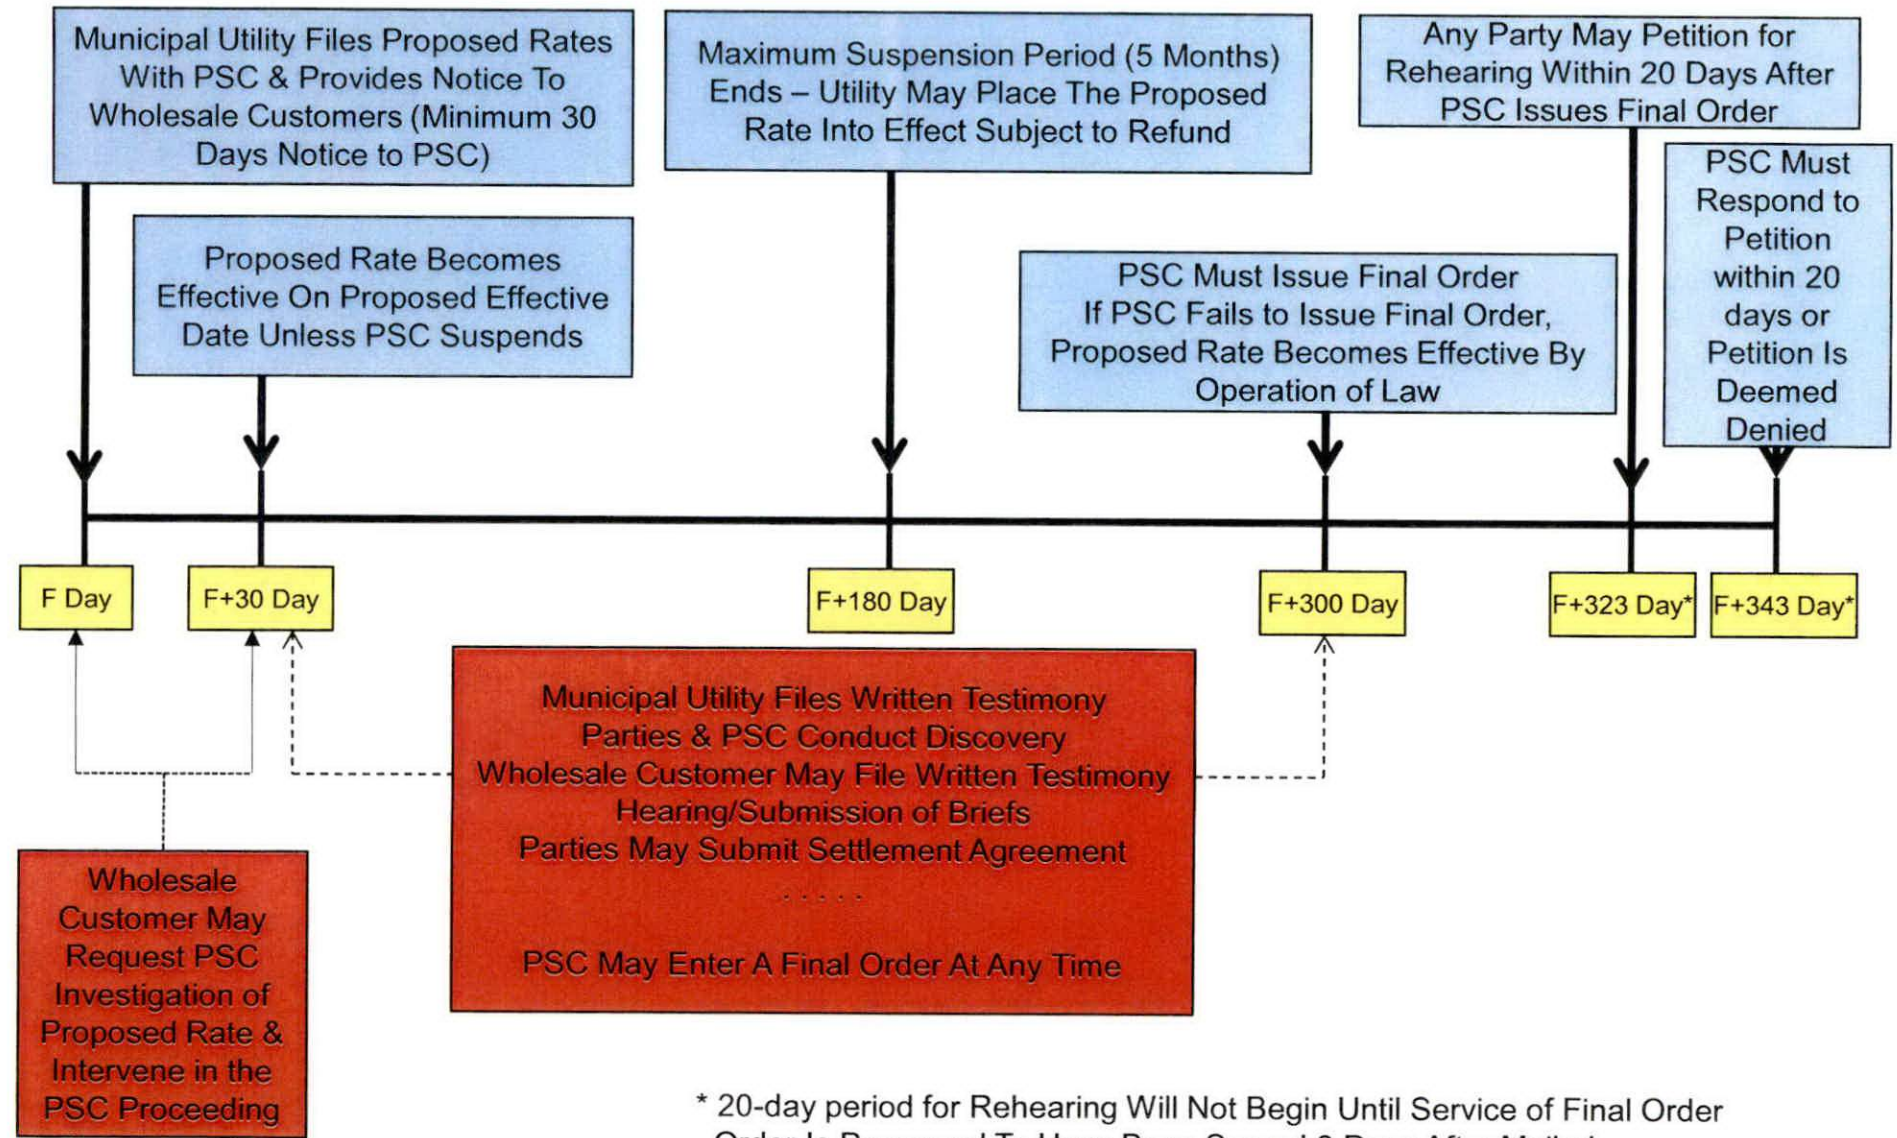 Municipal Utility Files Proposed Rates
With PSC & Provides Notice To
Wholesale Customers (Minimum 30
Days Notice to PSC)
Maximum Suspension Period (5 Months)
Ends – Utility May Place The Proposed
Rate Into Effect Subject to Refund
Any Party May Petition for
Rehearing Within 20 Days After
PSC Issues Final Order
Proposed Rate Becomes
Effective On Proposed Effective
Date Unless PSC Suspends
PSC Must Issue Final Order
If PSC Fails to Issue Final Order,
Proposed Rate Becomes Effective By
Operation of Law
PSC Must
Respond to
Petition
within 20
days or
Petition Is
Deemed
Denied
F Day
F+30 Day
F+180 Day
F+300 Day
F+323 Day*
F+343 Day*
Municipal Utility Files Written Testimony
Parties & PSC Conduct Discovery
Wholesale Customer May File Written Testimony
Hearing/Submission of Briefs
Parties May Submit Settlement Agreement
. . . . .
PSC May Enter A Final Order At Any Time
Wholesale
Customer May
Request PSC
Investigation of
Proposed Rate &
Intervene in the
PSC Proceeding
* 20-day period for Rehearing Will Not Begin Until Service of Final Order